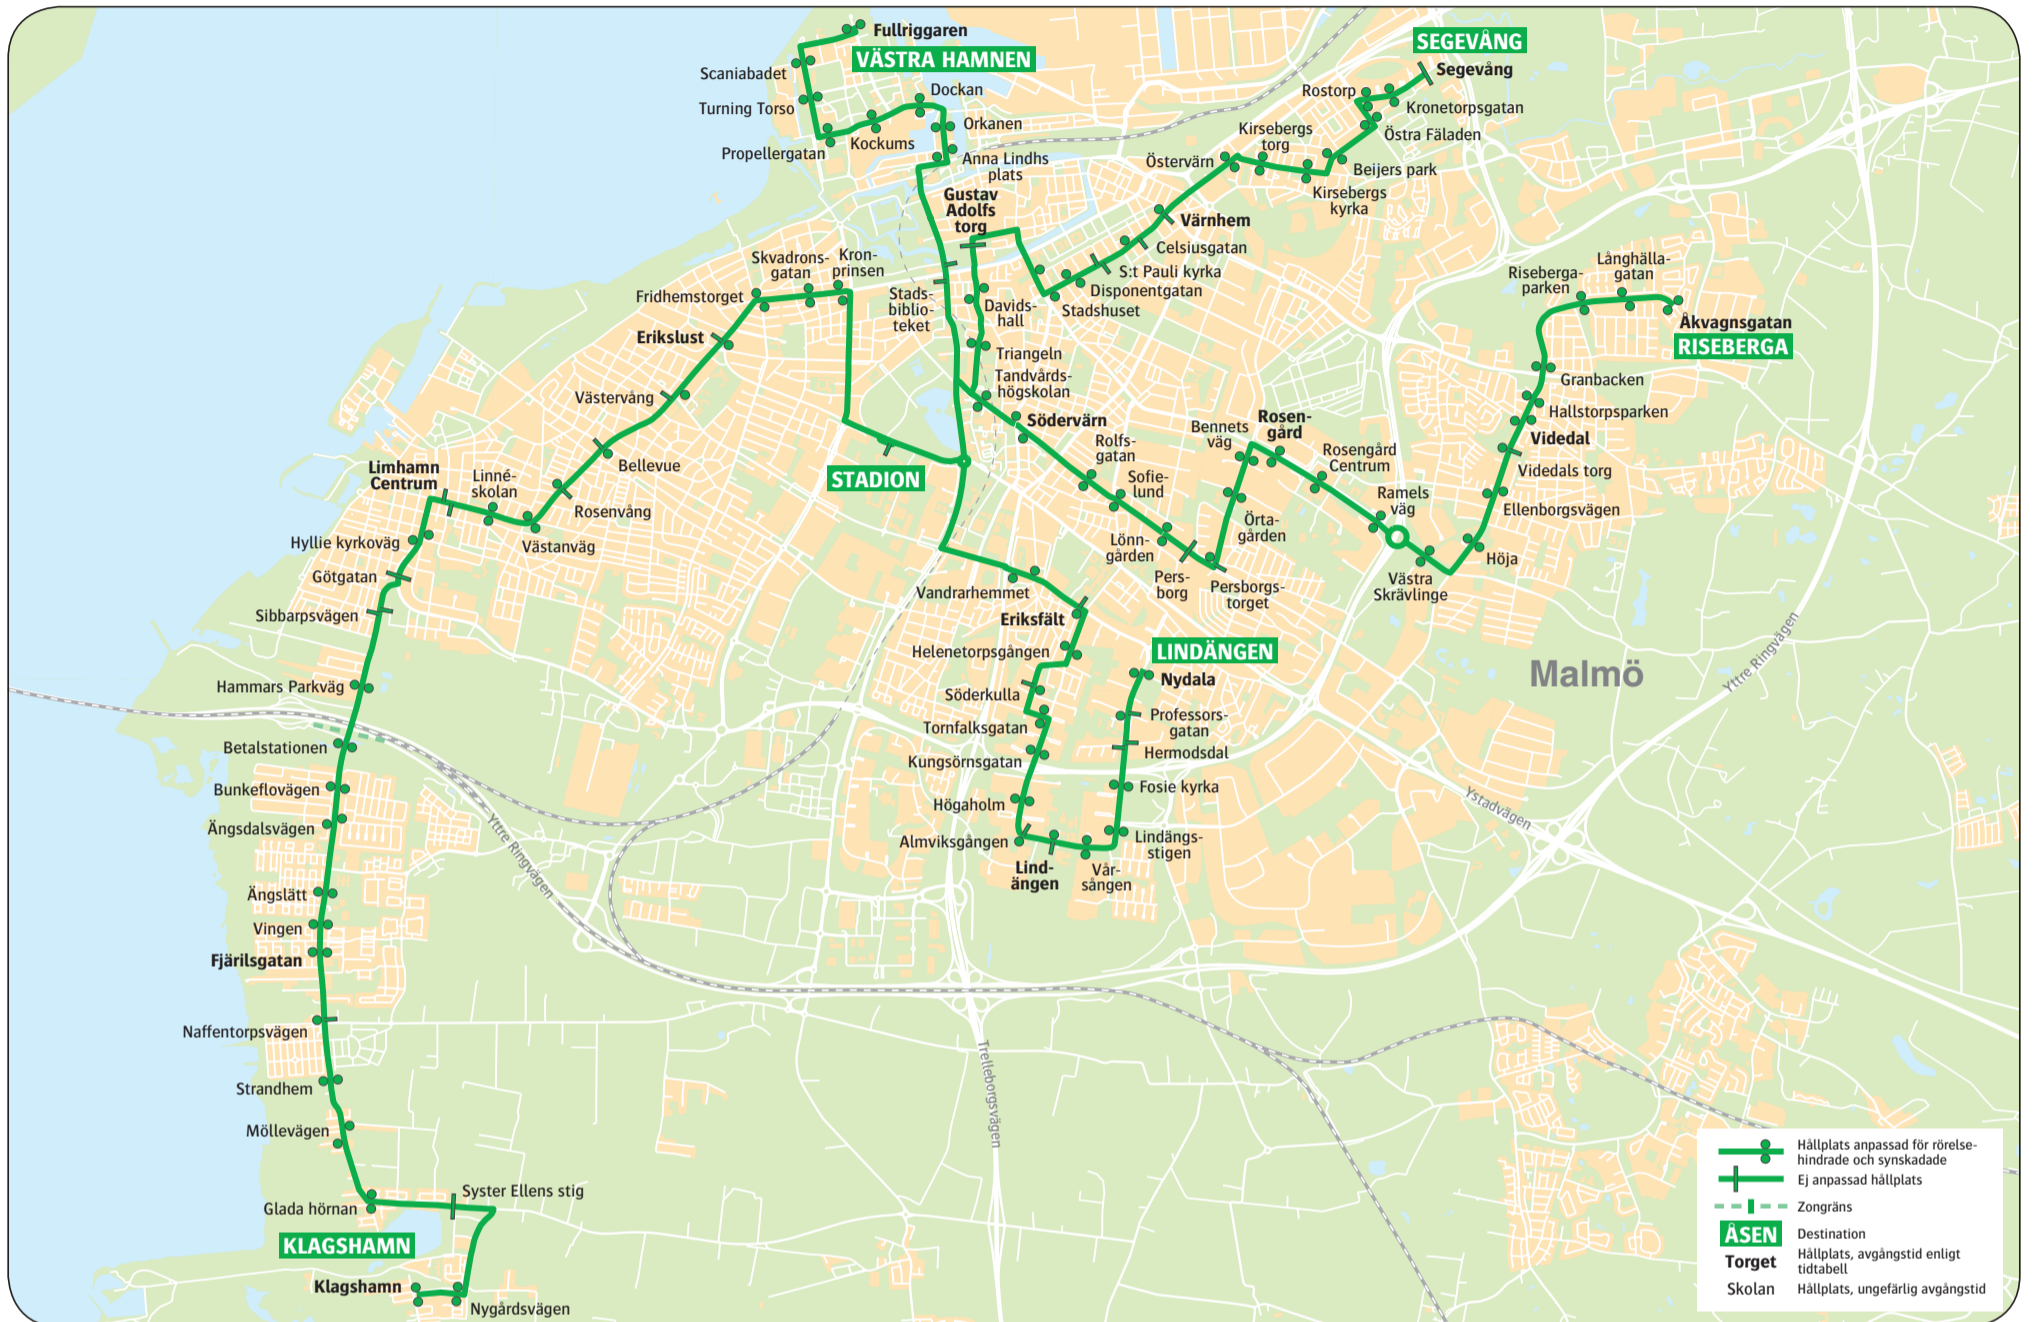 Fullriggaren
VÄSTRA HAMNEN
Scaniabadet
Turning Torso
Propellergatan
Kockums
Dockan
Orkanen
Anna Lindhs
plats
Gustav
Adolfs
torg
SEGEVÅNG
Segevång
Rostorp
Kronetorpsgatan
Östra Fäladen
Kirsebergs
torg
Beijers park
Östervärn
Kirsebergs
kyrka
Värnhem
Celsiusgatan
S:t Pauli kyrka
Disponentgatan
Stadshuset
Skvadrons-
gatan
Kron-
prinsen
Fridhemstorget
Stads-
biblio-
teket
Davids-
hall
Triangeln
Tandvårds-
högskolan
Erikslust
Västervång
Bellevue
Rosenvång
STADION
Södervärn
Rolfs-
gatan
Sofie-
lund
Lönn-
gården
Pers-
borg
Persborgs-
torget
Örta-
gården
Bennets
väg
Rosen-
gård
Rosengård
Centrum
Ramels
väg
Västra
Skrävlinge
Höja
Ellenborgsvägen
Videdals torg
Videdal
Hallstorpsparken
Granbacken
Riseberga-
parken
Långhälla-
gatan
Åkvagnsgatan
RISEBERGA
Limhamn
Centrum
Linné-
skolan
Västanväg
Hyllie kyrkoväg
Götgatan
Sibbarpsvägen
Hammars Parkväg
Betalstationen
Bunkeflovägen
Ängsdalsvägen
Ängslätt
Vingen
Fjärilsgatan
Naffentorpsvägen
Strandhem
Möllevägen
Glada hörnan
Syster Ellens stig
KLAGSHAMN
Klagshamn
Nygårdsvägen
Vandrarhemmet
Eriksfält
Helenetorpsgången
Söderkulla
Tornfalksgatan
Kungsörnsgatan
Högaholm
Almviksgången
Lind-
ängen
Vår-
sången
Lindängs-
stigen
Fosie kyrka
Hermodsdal
Professors-
gatan
Nydala
LINDÄNGEN
Malmö
Yttre Ringvägen
Ystadvägen
Yttre Ringvägen
Trelleborgsvägen
Hållplats anpassad för rörelse-
hindrade och synskadade
Ej anpassad hållplats
Zongräns
ÅSEN Destination
Torget Hållplats, avgångstid enligt
tidtabell
Skolan Hållplats, ungefärlig avgångstid